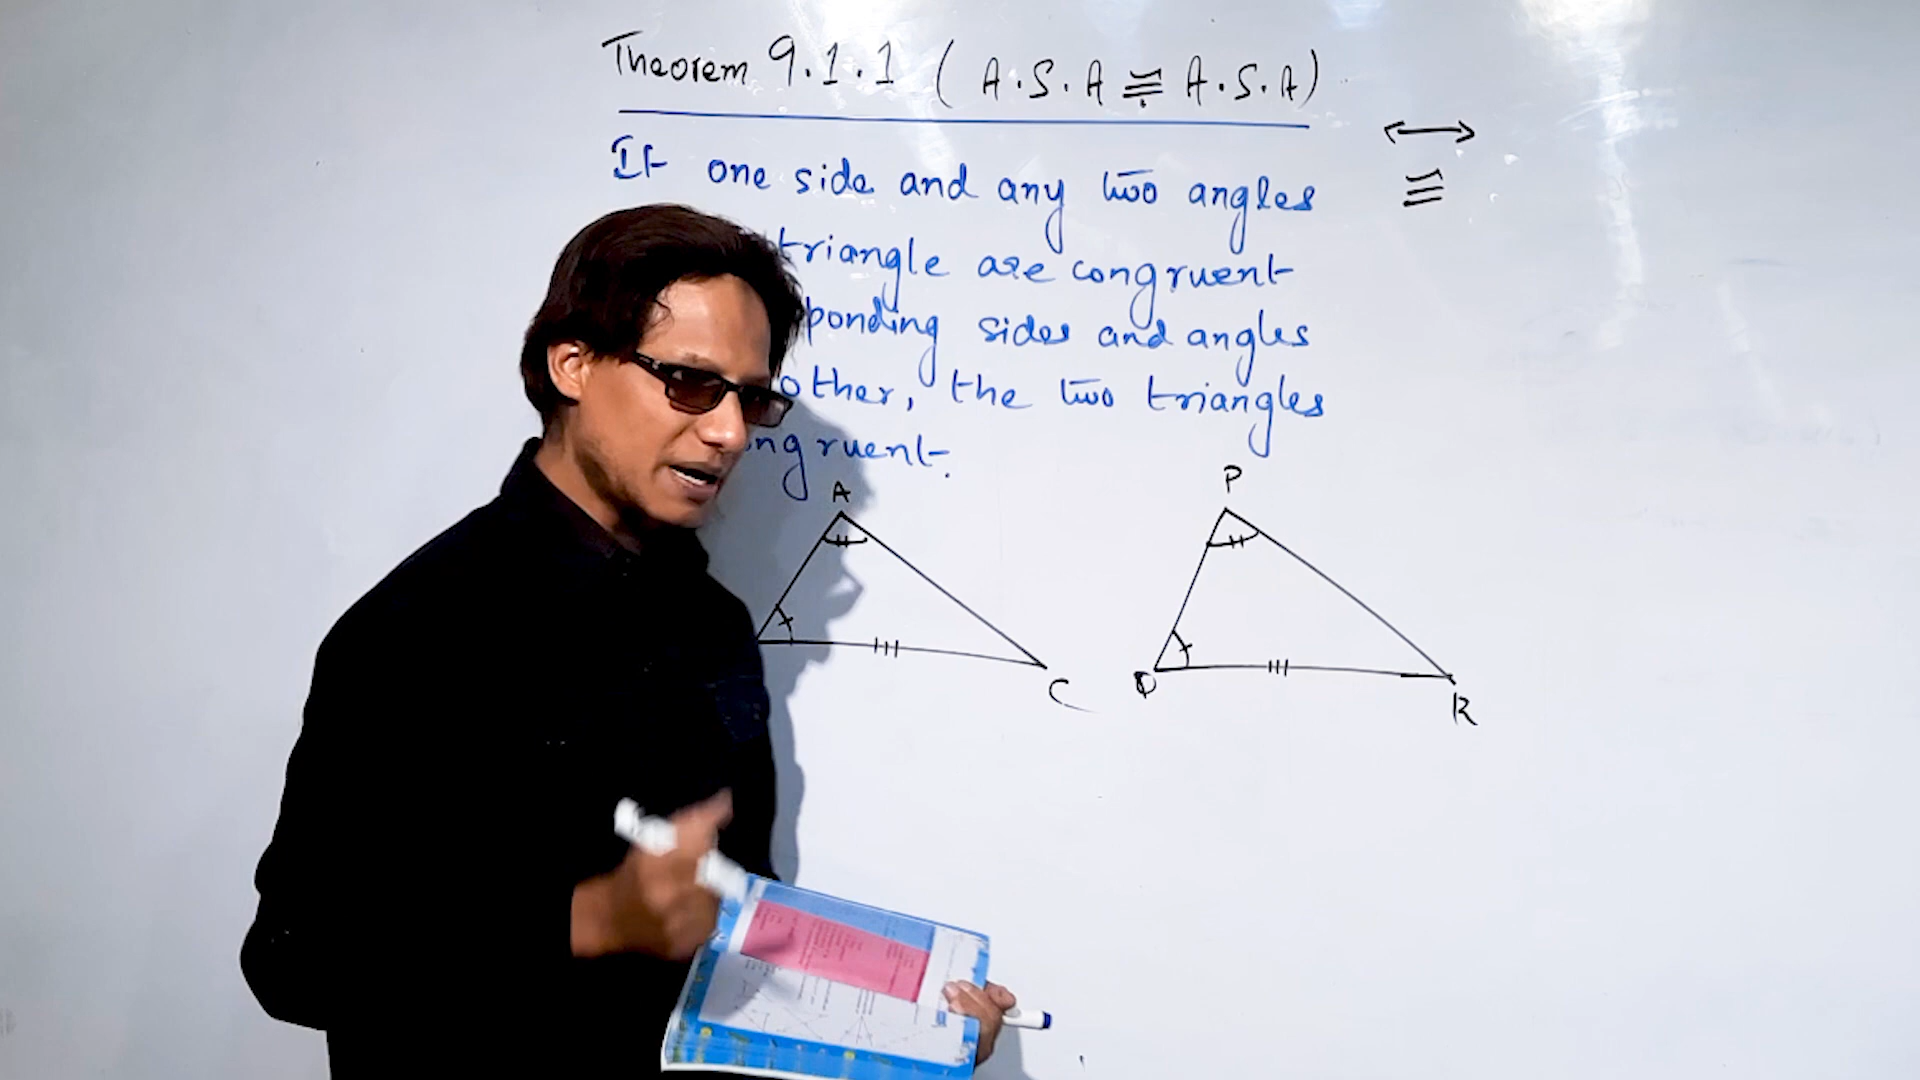 Theorem 9.1.1 ( A.S.A ≅ A.S.A)
↔
If one side and any two angles
≅
triangle are congruent
ponding sides and angles
other, the two triangles
ngruent.
A
P
C
D
R